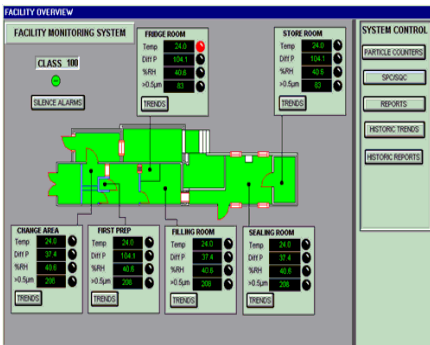 FACILITY OVERVIEW
FACILITY MONITORING SYSTEM
CLASS 100
SILENCE ALARMS
FRIDGE ROOM
Temp 24.0
Diff P 104.1
%RH 40.6
>0.5µm 83
TRENDS
STORE ROOM
Temp 24.0
Diff P 104.1
%RH 40.6
>0.5µm 83
TRENDS
SYSTEM CONTROL
PARTICLE COUNTERS
SPC/SQC
REPORTS
HISTORIC TRENDS
HISTORIC REPORTS
CHANGE AREA
Temp 24.0
Diff P 37.4
%RH 40.6
>0.5µm 206
TRENDS
FIRST PREP
Temp 24.0
Diff P 104.1
%RH 40.6
>0.5µm 206
TRENDS
FILLING ROOM
Temp 24.0
Diff P 37.4
%RH 40.6
>0.5µm 206
TRENDS
SEALING ROOM
Temp 24.0
Diff P 37.4
%RH 40.6
>0.5µm 206
TRENDS